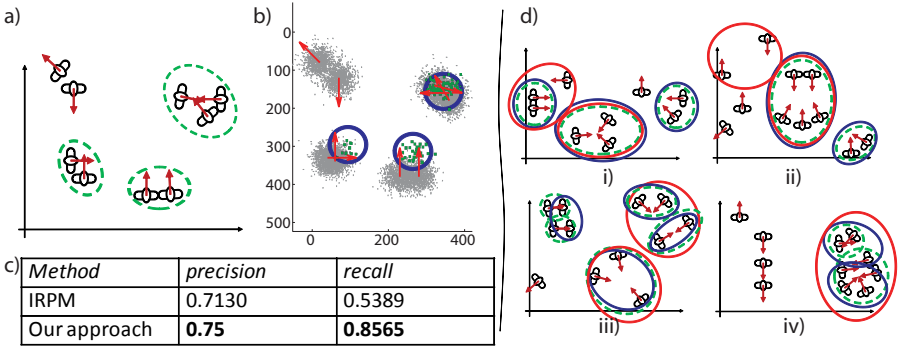 a)
b)
0
100
200
300
400
500
0
200
400
c)
Method precision recall
IRPM 0.7130 0.5389
Our approach 0.75 0.8565
d)
i)
ii)
iii)
iv)